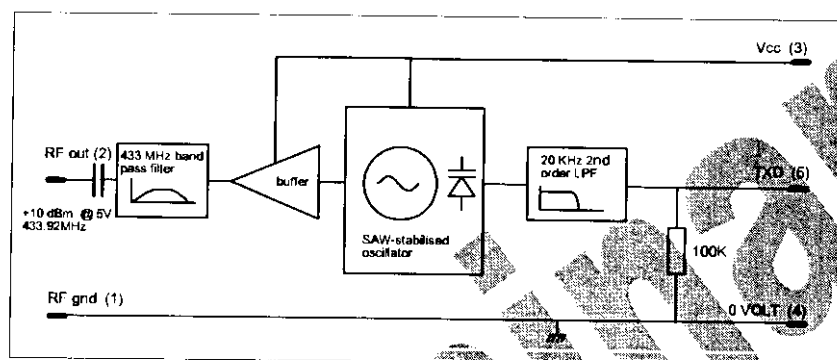 Vcc (3)
RF out (2)
433 MHz band
pass filter
buffer
20 KHz 2nd
order LPF
TXD (5)
+10 dBm @ 5V
433.92MHz
SAW-stabilised
oscillator
100K
RF gnd (1)
0 VOLT (4)